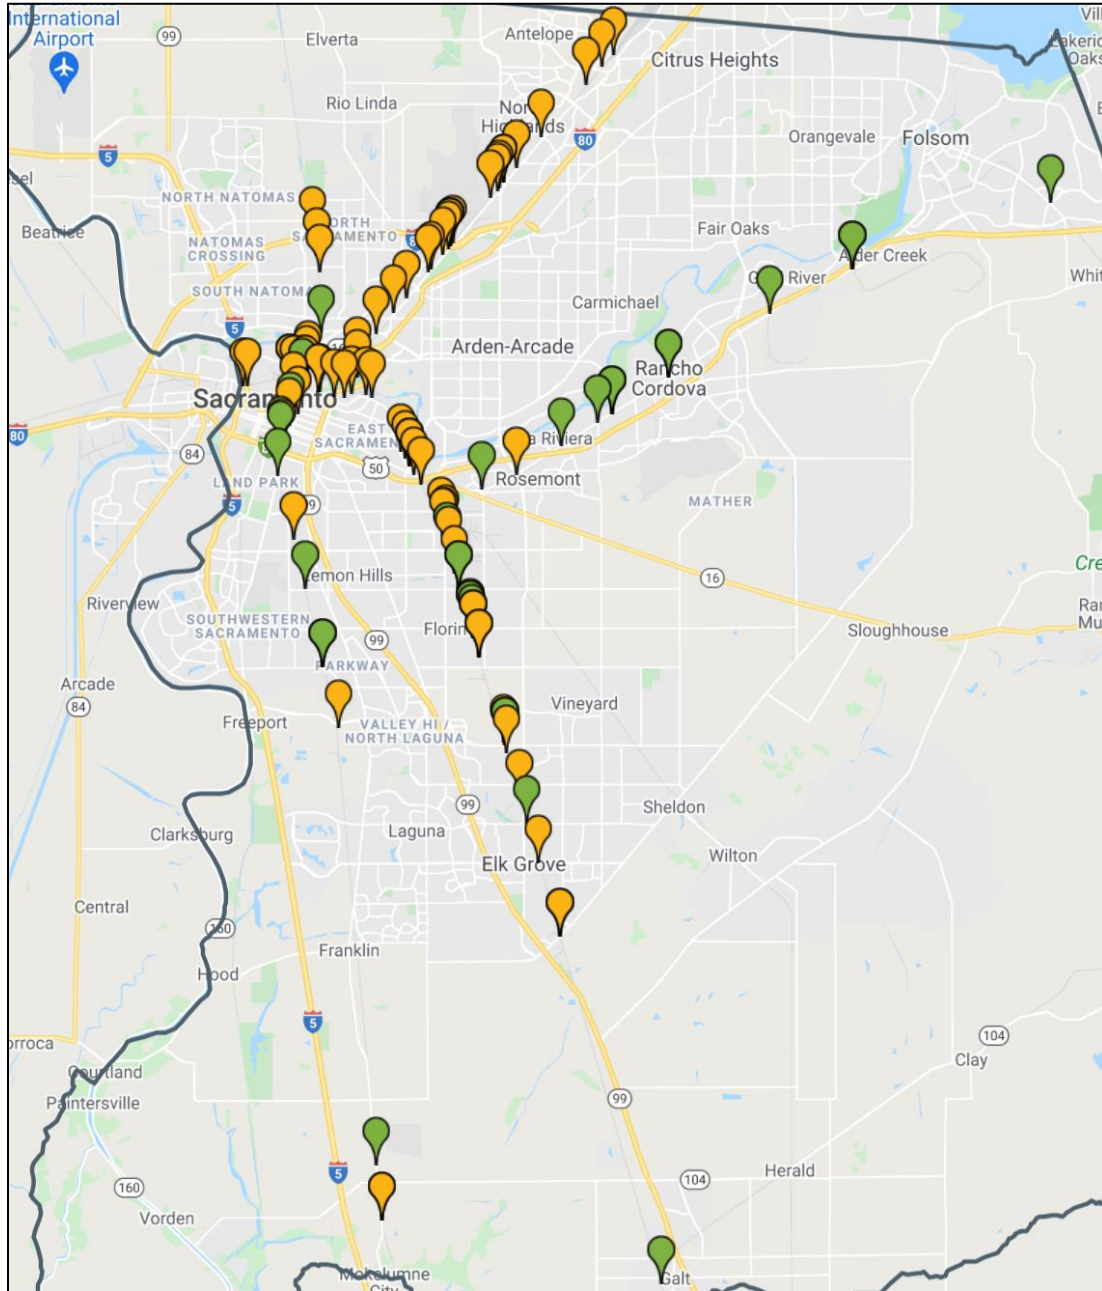 International
Airport
99
Elverta
Antelope
Citrus Heights
Rio Linda
5
80
Orangevale
Folsom
NORTH NATOMAS
Beatrice
Fair Oaks
NATOMAS
CROSSING
Alder Creek
SOUTH
5
Carmichael
Arden-Arcade
Rancho
Cordova
Sacramento
EAST
80
84
50
Rosemont
LAND PARK
5
MATHER
16
Riverview
SOUTHWESTERN
SACRAMENTO
99
Sloughhouse
PARKWAY
Arcade
84
Vineyard
Freeport
VALLEY HI /
NORTH LAGUNA
99
Sheldon
Laguna
Clarksburg
Wilton
Elk Grove
Central
160
Franklin
Hood
5
104
Clay
Courtland
99
Paintersville
5
Herald
104
160
Vorden
Mokelumne
City
Galt